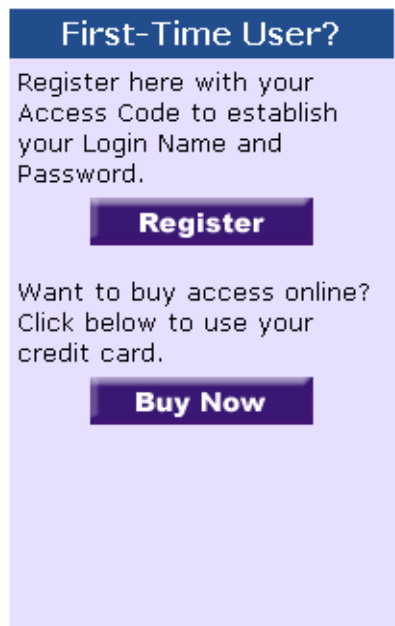 First-Time User?
Register here with your
Access Code to establish
your Login Name and
Password.
Register
Want to buy access online?
Click below to use your
credit card.
Buy Now